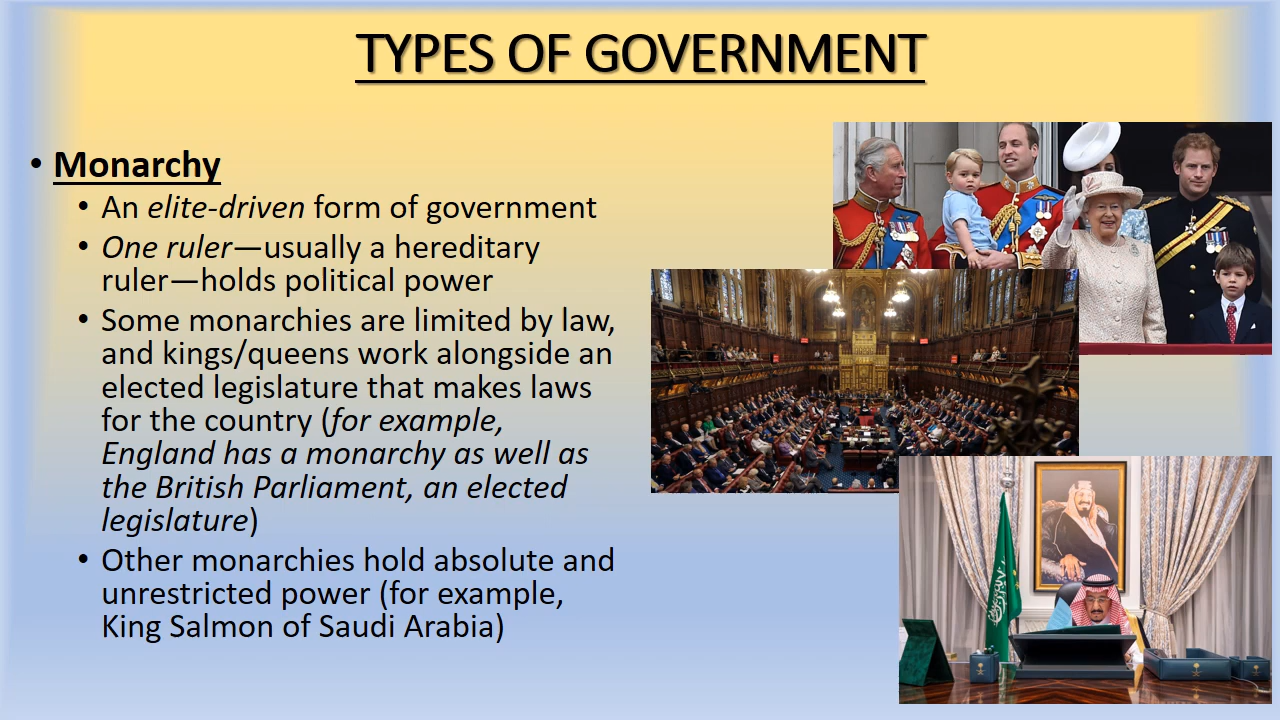 TYPES OF GOVERNMENT
• Monarchy
• An elite-driven form of government
• One ruler—usually a hereditary
ruler—holds political power
• Some monarchies are limited by law,
and kings/queens work alongside an
elected legislature that makes laws
for the country (for example,
England has a monarchy as well as
the British Parliament, an elected
legislature)
• Other monarchies hold absolute and
unrestricted power (for example,
King Salmon of Saudi Arabia)